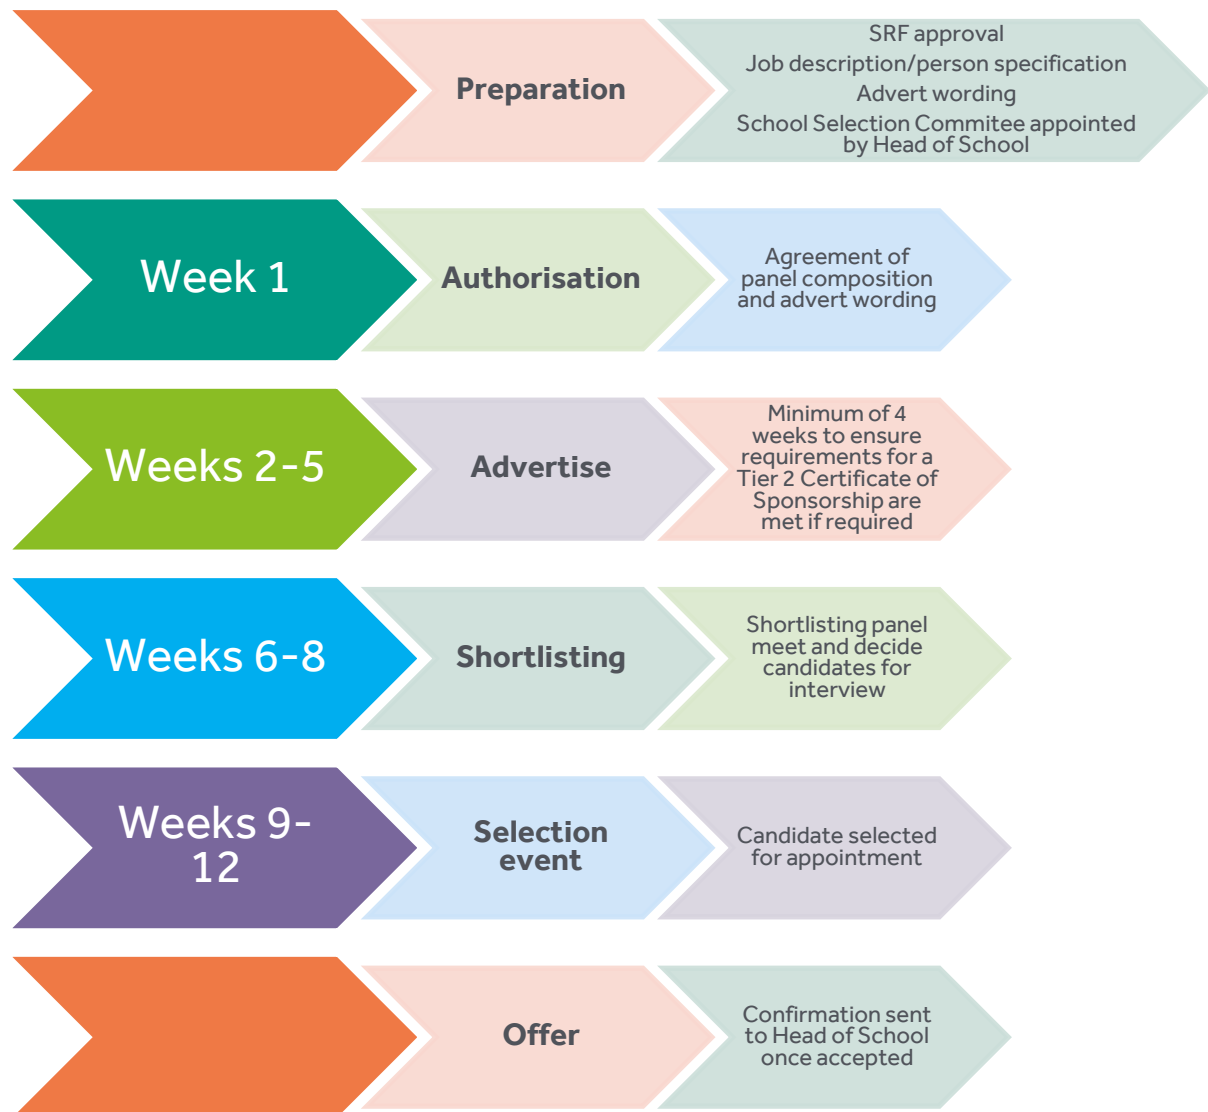 Preparation
SRF approval
Job description/person specification
Advert wording
School Selection Commitee appointed
by Head of School
Week 1
Authorisation
Agreement of
panel composition
and advert wording
Weeks 2-5
Advertise
Minimum of 4
weeks to ensure
requirements for a
Tier 2 Certificate of
Sponsorship are
met if required
Weeks 6-8
Shortlisting
Shortlisting panel
meet and decide
candidates for
interview
Weeks 9-
12
Selection
event
Candidate selected
for appointment
Offer
Confirmation sent
to Head of School
once accepted